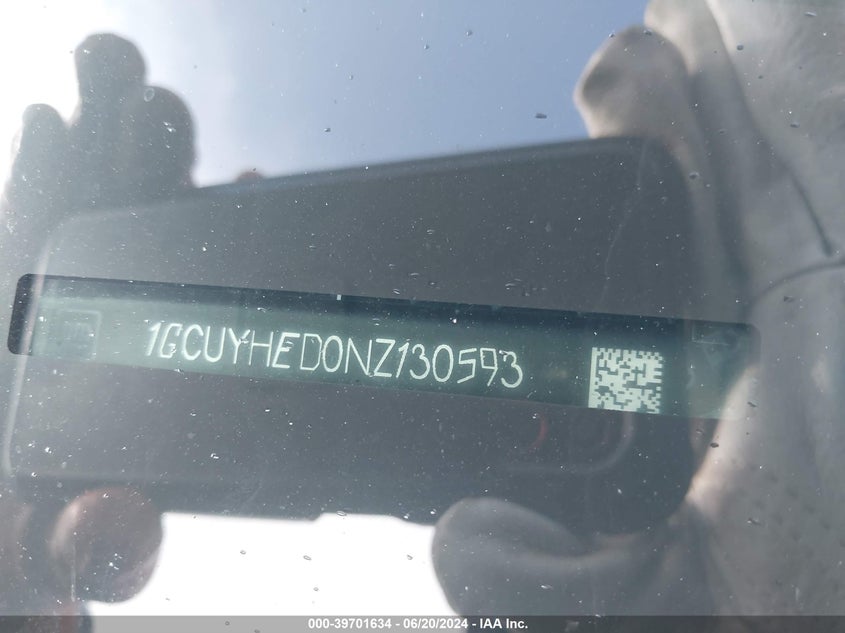 1GCUYHED0NZ130593
000-39701634 - 06/20/2024 - IAA Inc.